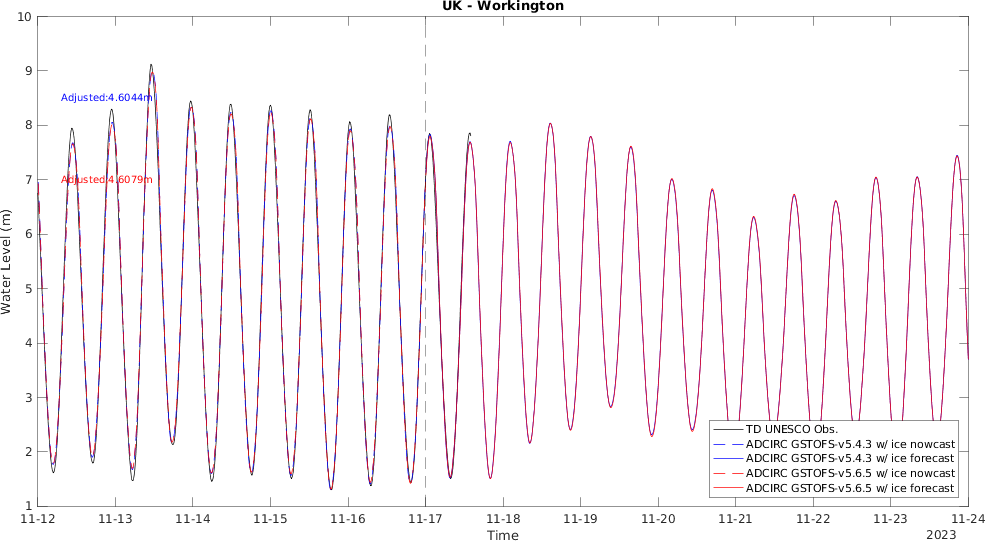 UK - Workington
10
9
8
7
6
5
4
3
2
1
Water Level (m)
Adjusted:4.6044m
Adjusted:4.6079m
TD UNESCO Obs.
ADCIRC GSTOFS-v5.4.3 w/ ice nowcast
ADCIRC GSTOFS-v5.4.3 w/ ice forecast
ADCIRC GSTOFS-v5.6.5 w/ ice nowcast
ADCIRC GSTOFS-v5.6.5 w/ ice forecast
11-12 11-13 11-14 11-15 11-16 11-17 11-18 11-19 11-20 11-21 11-22 11-23 11-24
Time
2023